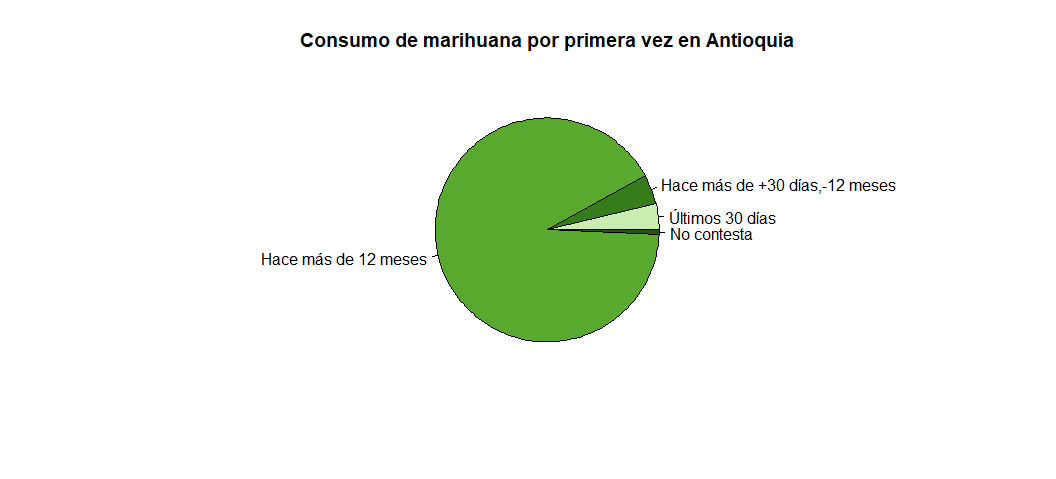 Consumo de marihuana por primera vez en Antioquia
Hace más de +30 días,-12 meses
Últimos 30 días
No contesta
Hace más de 12 meses